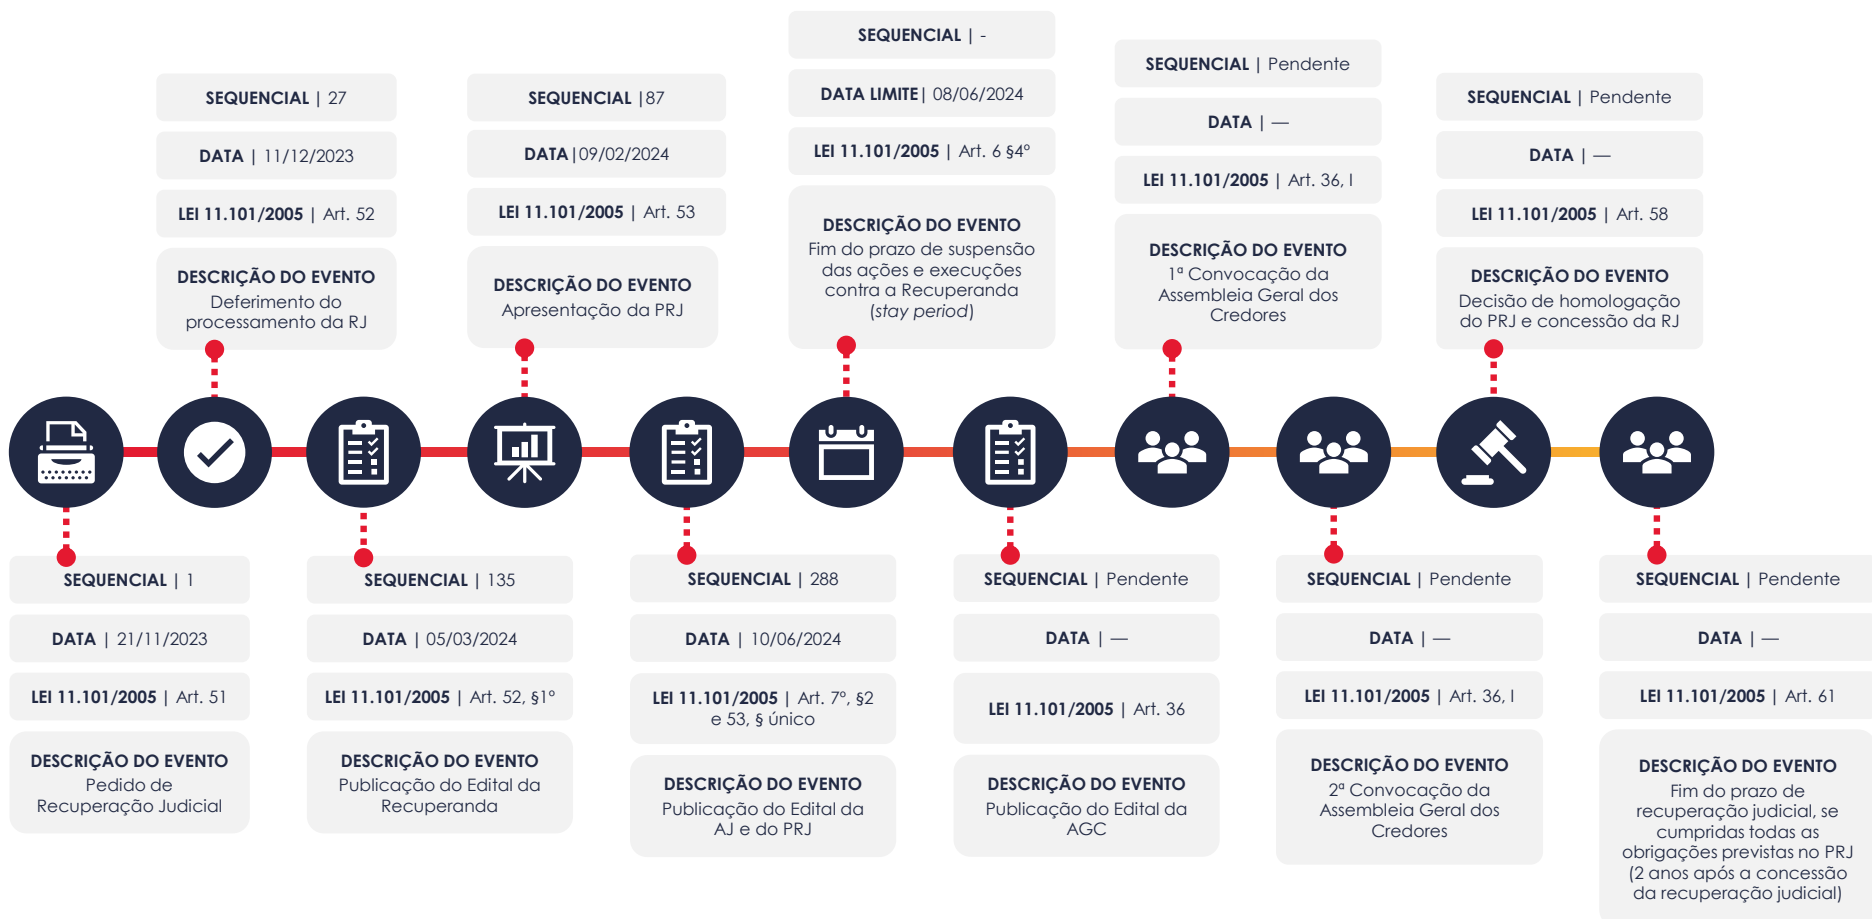 SEQUENCIAL | 1
DATA | 21/11/2023
LEI 11.101/2005 | Art. 51
DESCRIÇÃO DO EVENTO
Pedido de
Recuperação Judicial
SEQUENCIAL | 27
DATA | 11/12/2023
LEI 11.101/2005 | Art. 52
DESCRIÇÃO DO EVENTO
Deferimento do
processamento da RJ
SEQUENCIAL | 135
DATA | 05/03/2024
LEI 11.101/2005 | Art. 52, §1º
DESCRIÇÃO DO EVENTO
Publicação do Edital da
Recuperanda
SEQUENCIAL |87
DATA|09/02/2024
LEI 11.101/2005 | Art. 53
DESCRIÇÃO DO EVENTO
Apresentação da PRJ
SEQUENCIAL | 288
DATA | 10/06/2024
LEI 11.101/2005 | Art. 7º, §2
e 53, § único
DESCRIÇÃO DO EVENTO
Publicação do Edital da
AJ e do PRJ
SEQUENCIAL | -
DATA LIMITE| 08/06/2024
LEI 11.101/2005 | Art. 6 §4º
DESCRIÇÃO DO EVENTO
Fim do prazo de suspensão
das ações e execuções
contra a Recuperanda
(stay period)
SEQUENCIAL | Pendente
DATA | —
LEI 11.101/2005 | Art. 36
DESCRIÇÃO DO EVENTO
Publicação do Edital da
AGC
SEQUENCIAL | Pendente
DATA | —
LEI 11.101/2005 | Art. 36, I
DESCRIÇÃO DO EVENTO
1ª Convocação da
Assembleia Geral dos
Credores
SEQUENCIAL | Pendente
DATA | —
LEI 11.101/2005 | Art. 36, I
DESCRIÇÃO DO EVENTO
2ª Convocação da
Assembleia Geral dos
Credores
SEQUENCIAL | Pendente
DATA | —
LEI 11.101/2005 | Art. 58
DESCRIÇÃO DO EVENTO
Decisão de homologação
do PRJ e concessão da RJ
SEQUENCIAL | Pendente
DATA | —
LEI 11.101/2005 | Art. 61
DESCRIÇÃO DO EVENTO
Fim do prazo de
recuperação judicial, se
cumpridas todas as
obrigações previstas no PRJ
(2 anos após a concessão
da recuperação judicial)